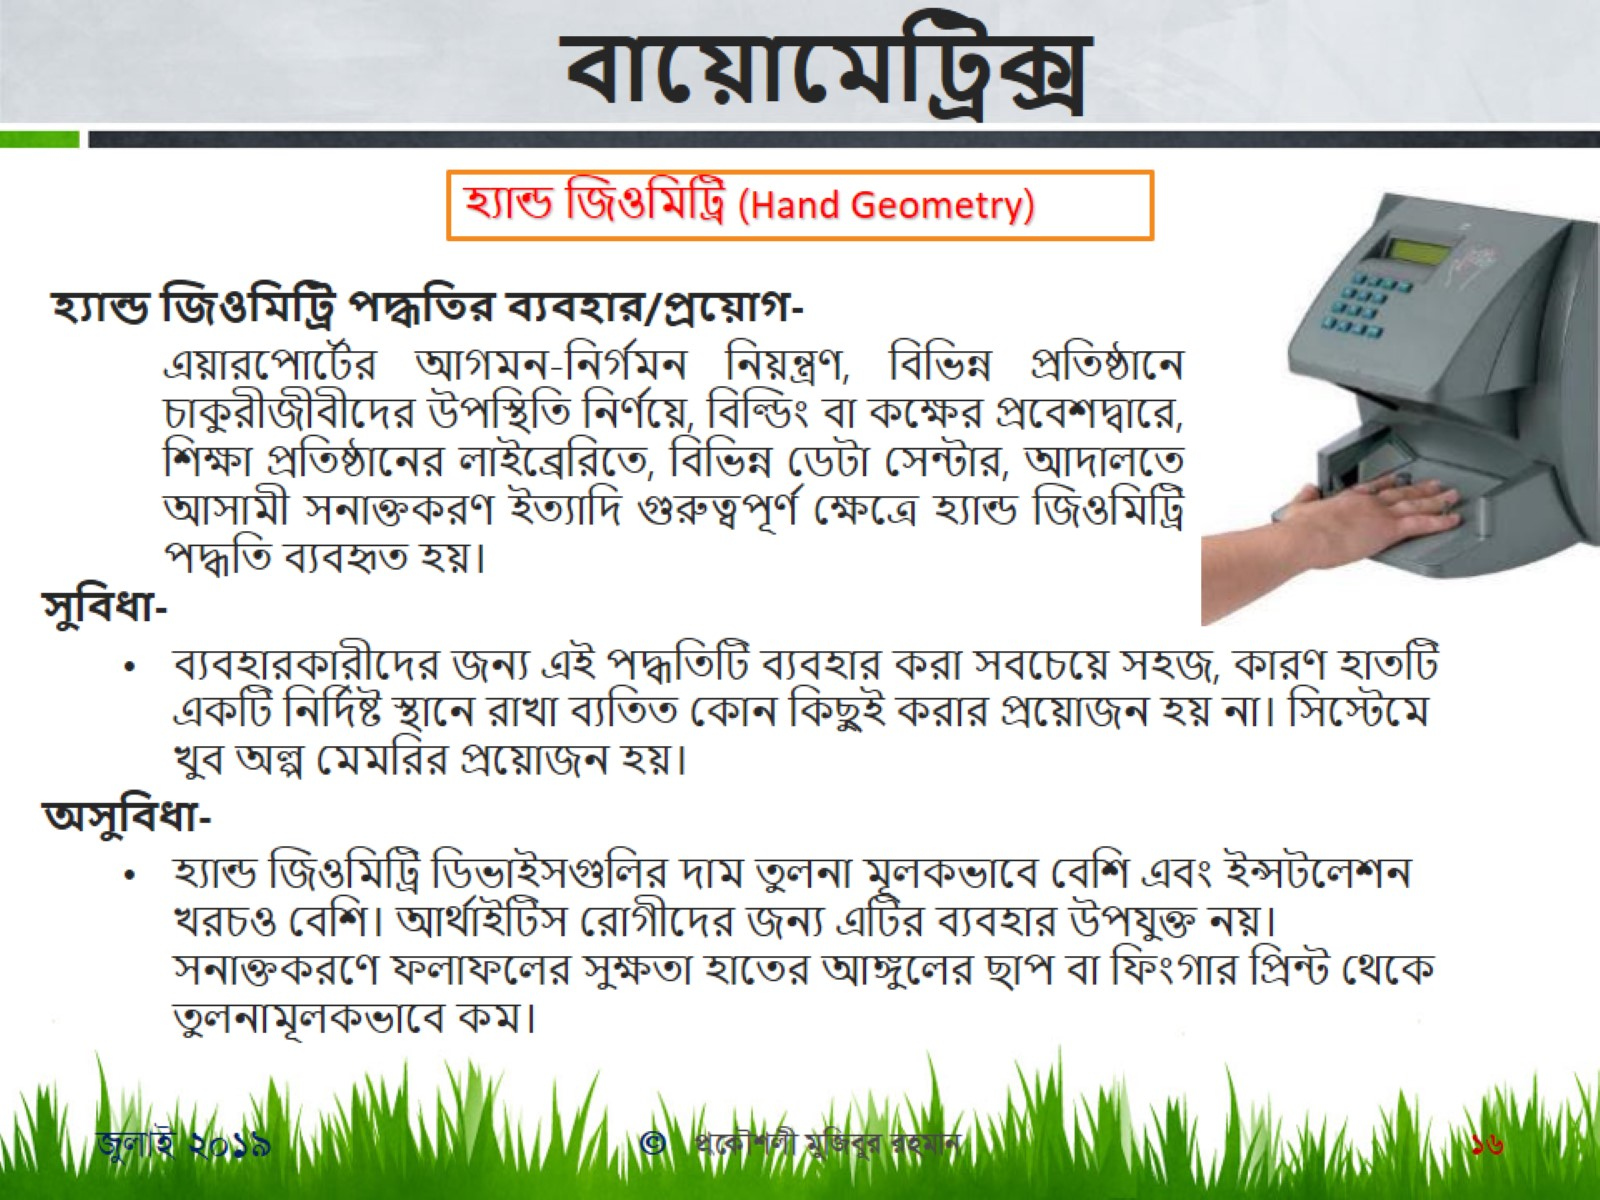 বায়োমেট্রিক্স
হ্যান্ড জিওমিট্রি (Hand Geometry)
হ্যান্ড জিওমিট্রি পদ্ধতির ব্যবহার/প্রয়োগ-
এয়ারপোর্টের আগমন-নির্গমন নিয়ন্ত্রণ, বিভিন্ন প্রতিষ্ঠানে
চাকুরীজীবীদের উপস্থিতি নির্ণয়ে, বিল্ডিং বা কক্ষের প্রবেশদ্বারে,
শিক্ষা প্রতিষ্ঠানের লাইব্রেরিতে, বিভিন্ন ডেটা সেন্টার, আদালতে
আসামী সনাক্তকরণ ইত্যাদি গুরুত্বপূর্ণ ক্ষেত্রে হ্যান্ড জিওমিট্রি
পদ্ধতি ব্যবহৃত হয়।
সুবিধা-
• ব্যবহারকারীদের জন্য এই পদ্ধতিটি ব্যবহার করা সবচেয়ে সহজ, কারণ হাতটি
একটি নির্দিষ্ট স্থানে রাখা ব্যতিত কোন কিছুই করার প্রয়োজন হয় না। সিস্টেমে
খুব অল্প মেমরির প্রয়োজন হয়।
অসুবিধা-
• হ্যান্ড জিওমিট্রি ডিভাইসগুলির দাম তুলনা মূলকভাবে বেশি এবং ইন্সটলেশন
খরচও বেশি। আর্থাইটিস রোগীদের জন্য এটির ব্যবহার উপযুক্ত নয়।
সনাক্তকরণে ফলাফলের সুক্ষতা হাতের আঙ্গুলের ছাপ বা ফিংগার প্রিন্ট থেকে
তুলনামূলকভাবে কম।
জুলাই ২০১৯
© প্রকৌশলী মুজিবুর রহমান
১৬